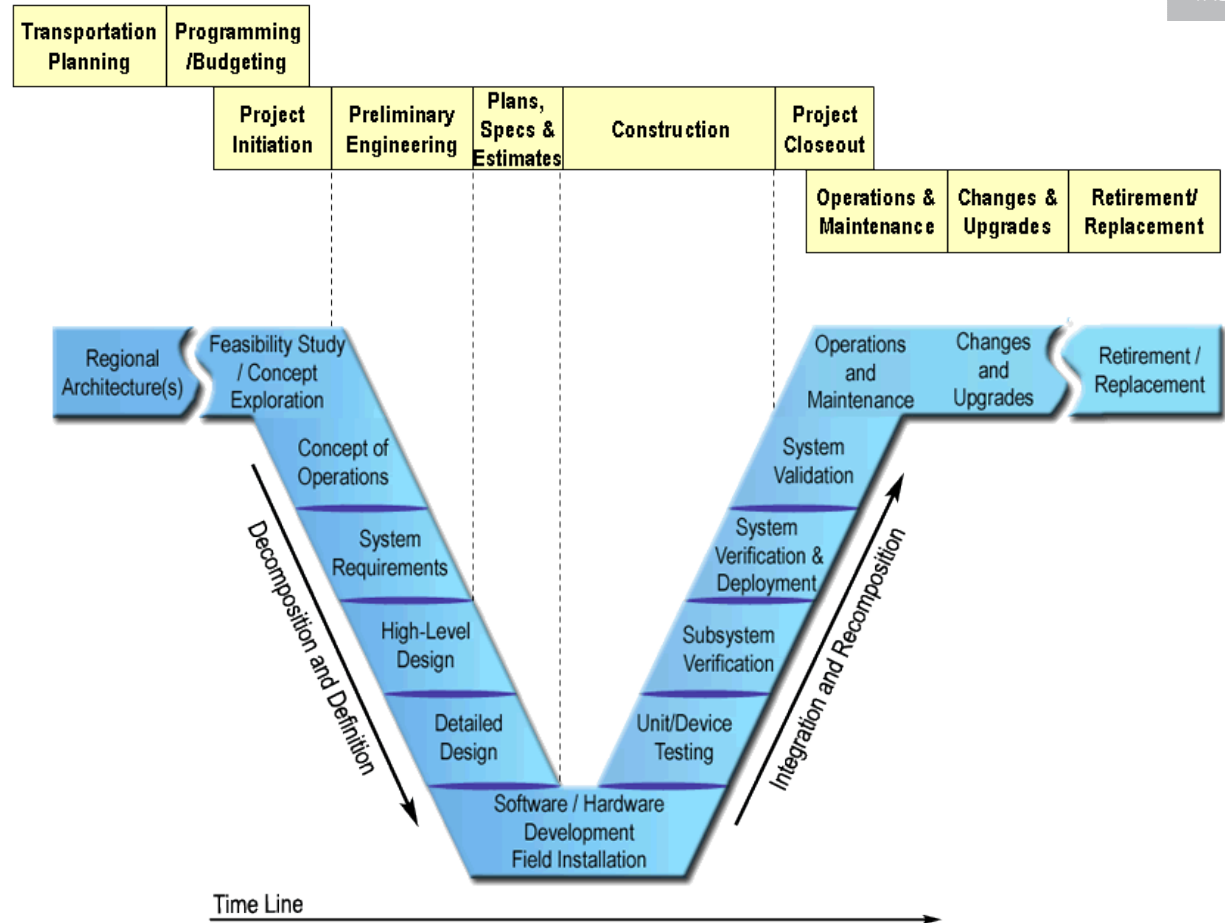 Transportation
Planning
Programming
/Budgeting
Project
Initiation
Preliminary
Engineering
Plans,
Specs &
Estimates
Construction
Project
Closeout
Operations &
Maintenance
Changes &
Upgrades
Retirement/
Replacement
Regional
Architecture(s)
Feasibility Study
/ Concept
Exploration
Concept of
Operations
System
Requirements
High-Level
Design
Detailed
Design
Software / Hardware
Development
Field Installation
Unit/Device
Testing
Subsystem
Verification
System
Verification &
Deployment
System
Validation
Operations
and
Maintenance
Changes
and
Upgrades
Retirement /
Replacement
Decomposition and Definition
Integration and Recomposition
Time Line